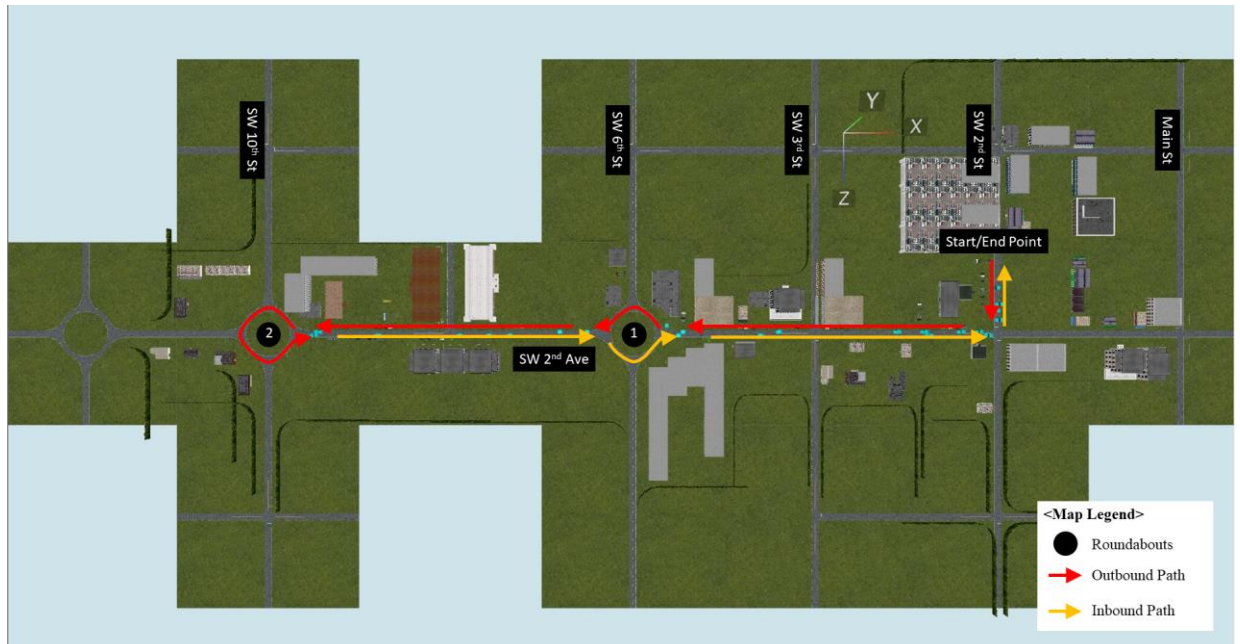 SW 10th St
SW 6th St
SW 3rd St
SW 2nd St
Main St
Y
X
Z
Start/End Point
2
1
SW 2nd Ave
<Map Legend>
Roundabouts
Outbound Path
Inbound Path